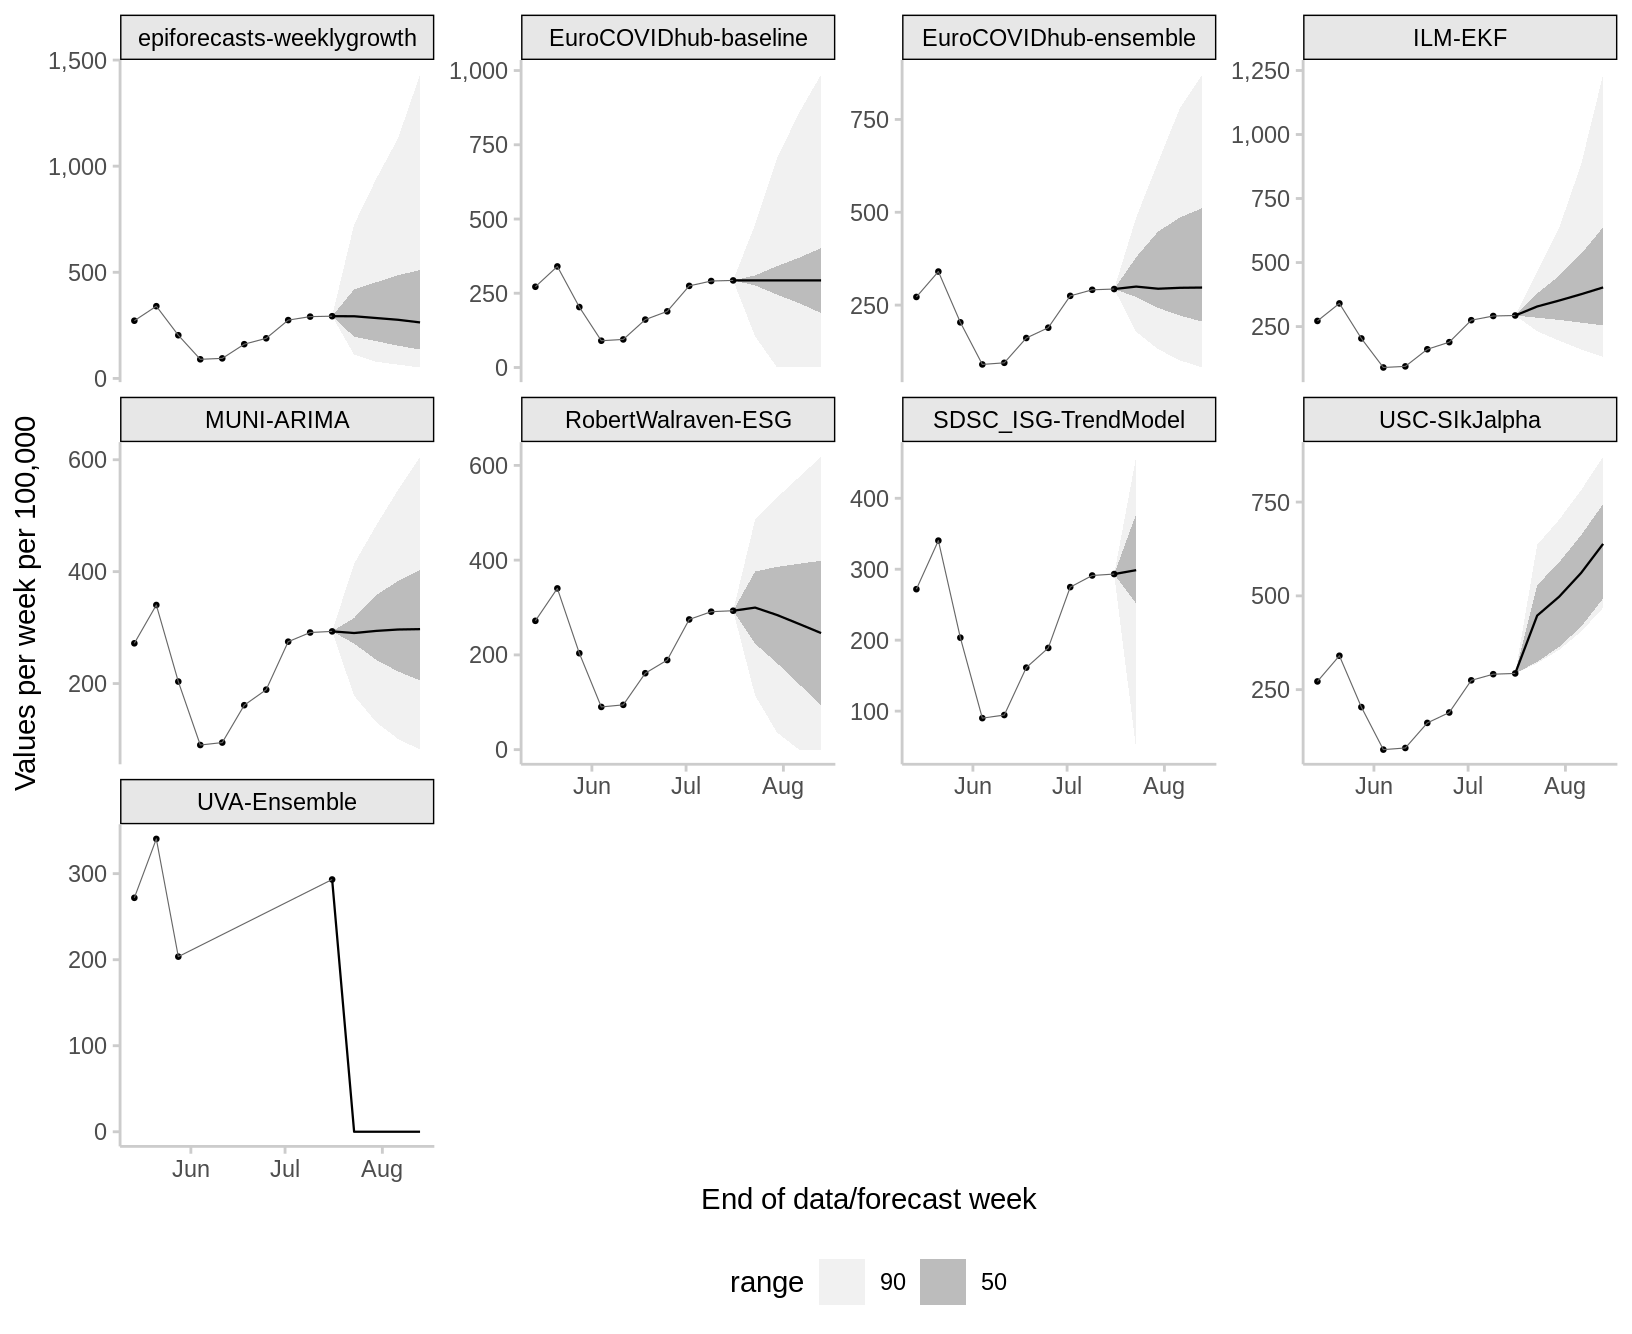 epiforecasts-weeklygrowth
EuroCOVIDhub-baseline
EuroCOVIDhub-ensemble
ILM-EKF
1,500
1,000
500
0
1,000
750
500
250
0
750
500
250
1,250
1,000
750
500
250
Values per week per 100,000
MUNI-ARIMA
RobertWalraven-ESG
SDSC_ISG-TrendModel
USC-SIkJalpha
600
400
200
600
400
200
0
Jun Jul Aug
400
300
200
100
Jun Jul Aug
750
500
250
Jun Jul Aug
UVA-Ensemble
300
200
100
0
Jun Jul Aug
End of data/forecast week
range 90 50